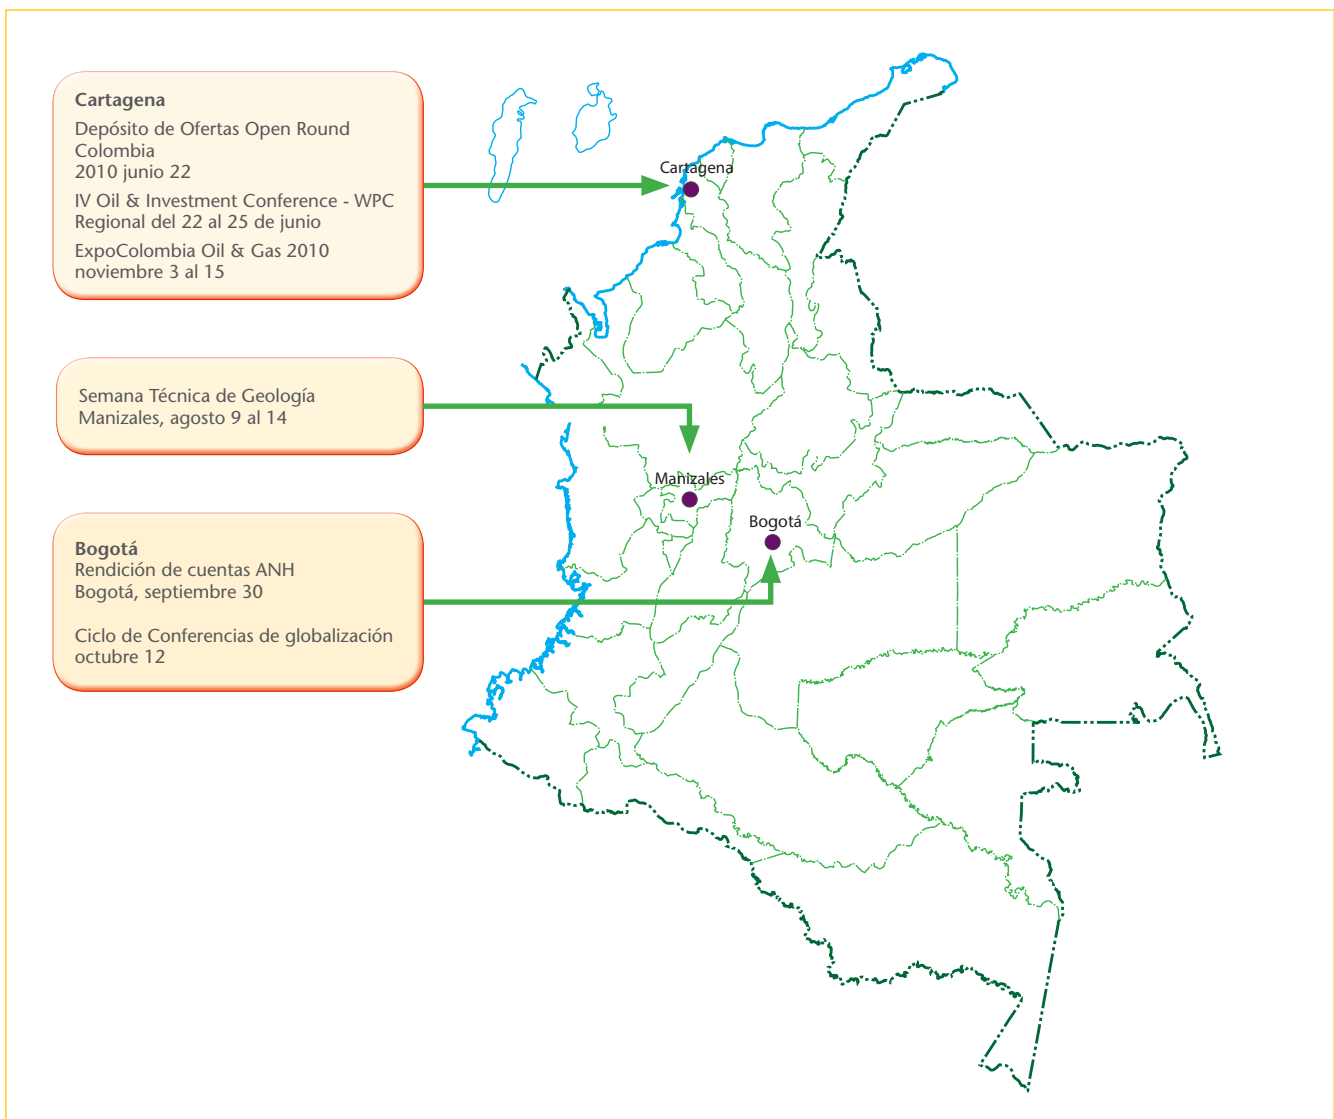 Cartagena
Depósito de Ofertas Open Round
Colombia
2010 junio 22
IV Oil & Investment Conference - WPC
Regional del 22 al 25 de junio
ExpoColombia Oil & Gas 2010
noviembre 3 al 15
Semana Técnica de Geología
Manizales, agosto 9 al 14
Bogotá
Rendición de cuentas ANH
Bogotá, septiembre 30
Ciclo de Conferencias de globalización
octubre 12
Cartagena
Manizales
Bogotá